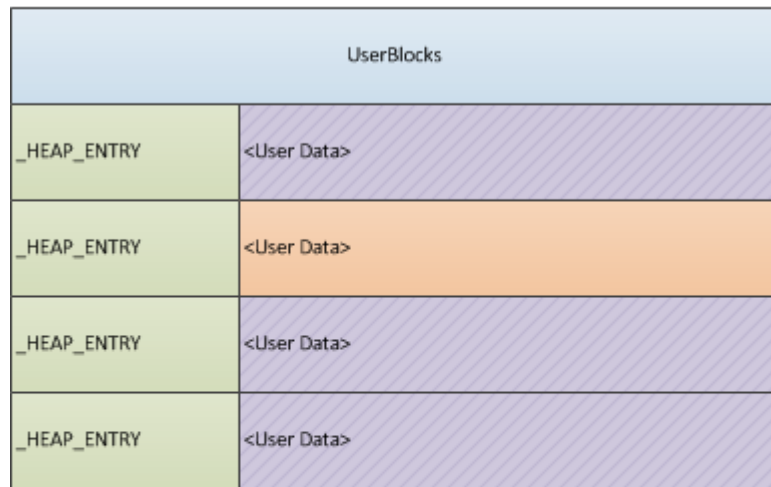 UserBlocks
_HEAP_ENTRY <User Data>
_HEAP_ENTRY <User Data>
_HEAP_ENTRY <User Data>
_HEAP_ENTRY <User Data>